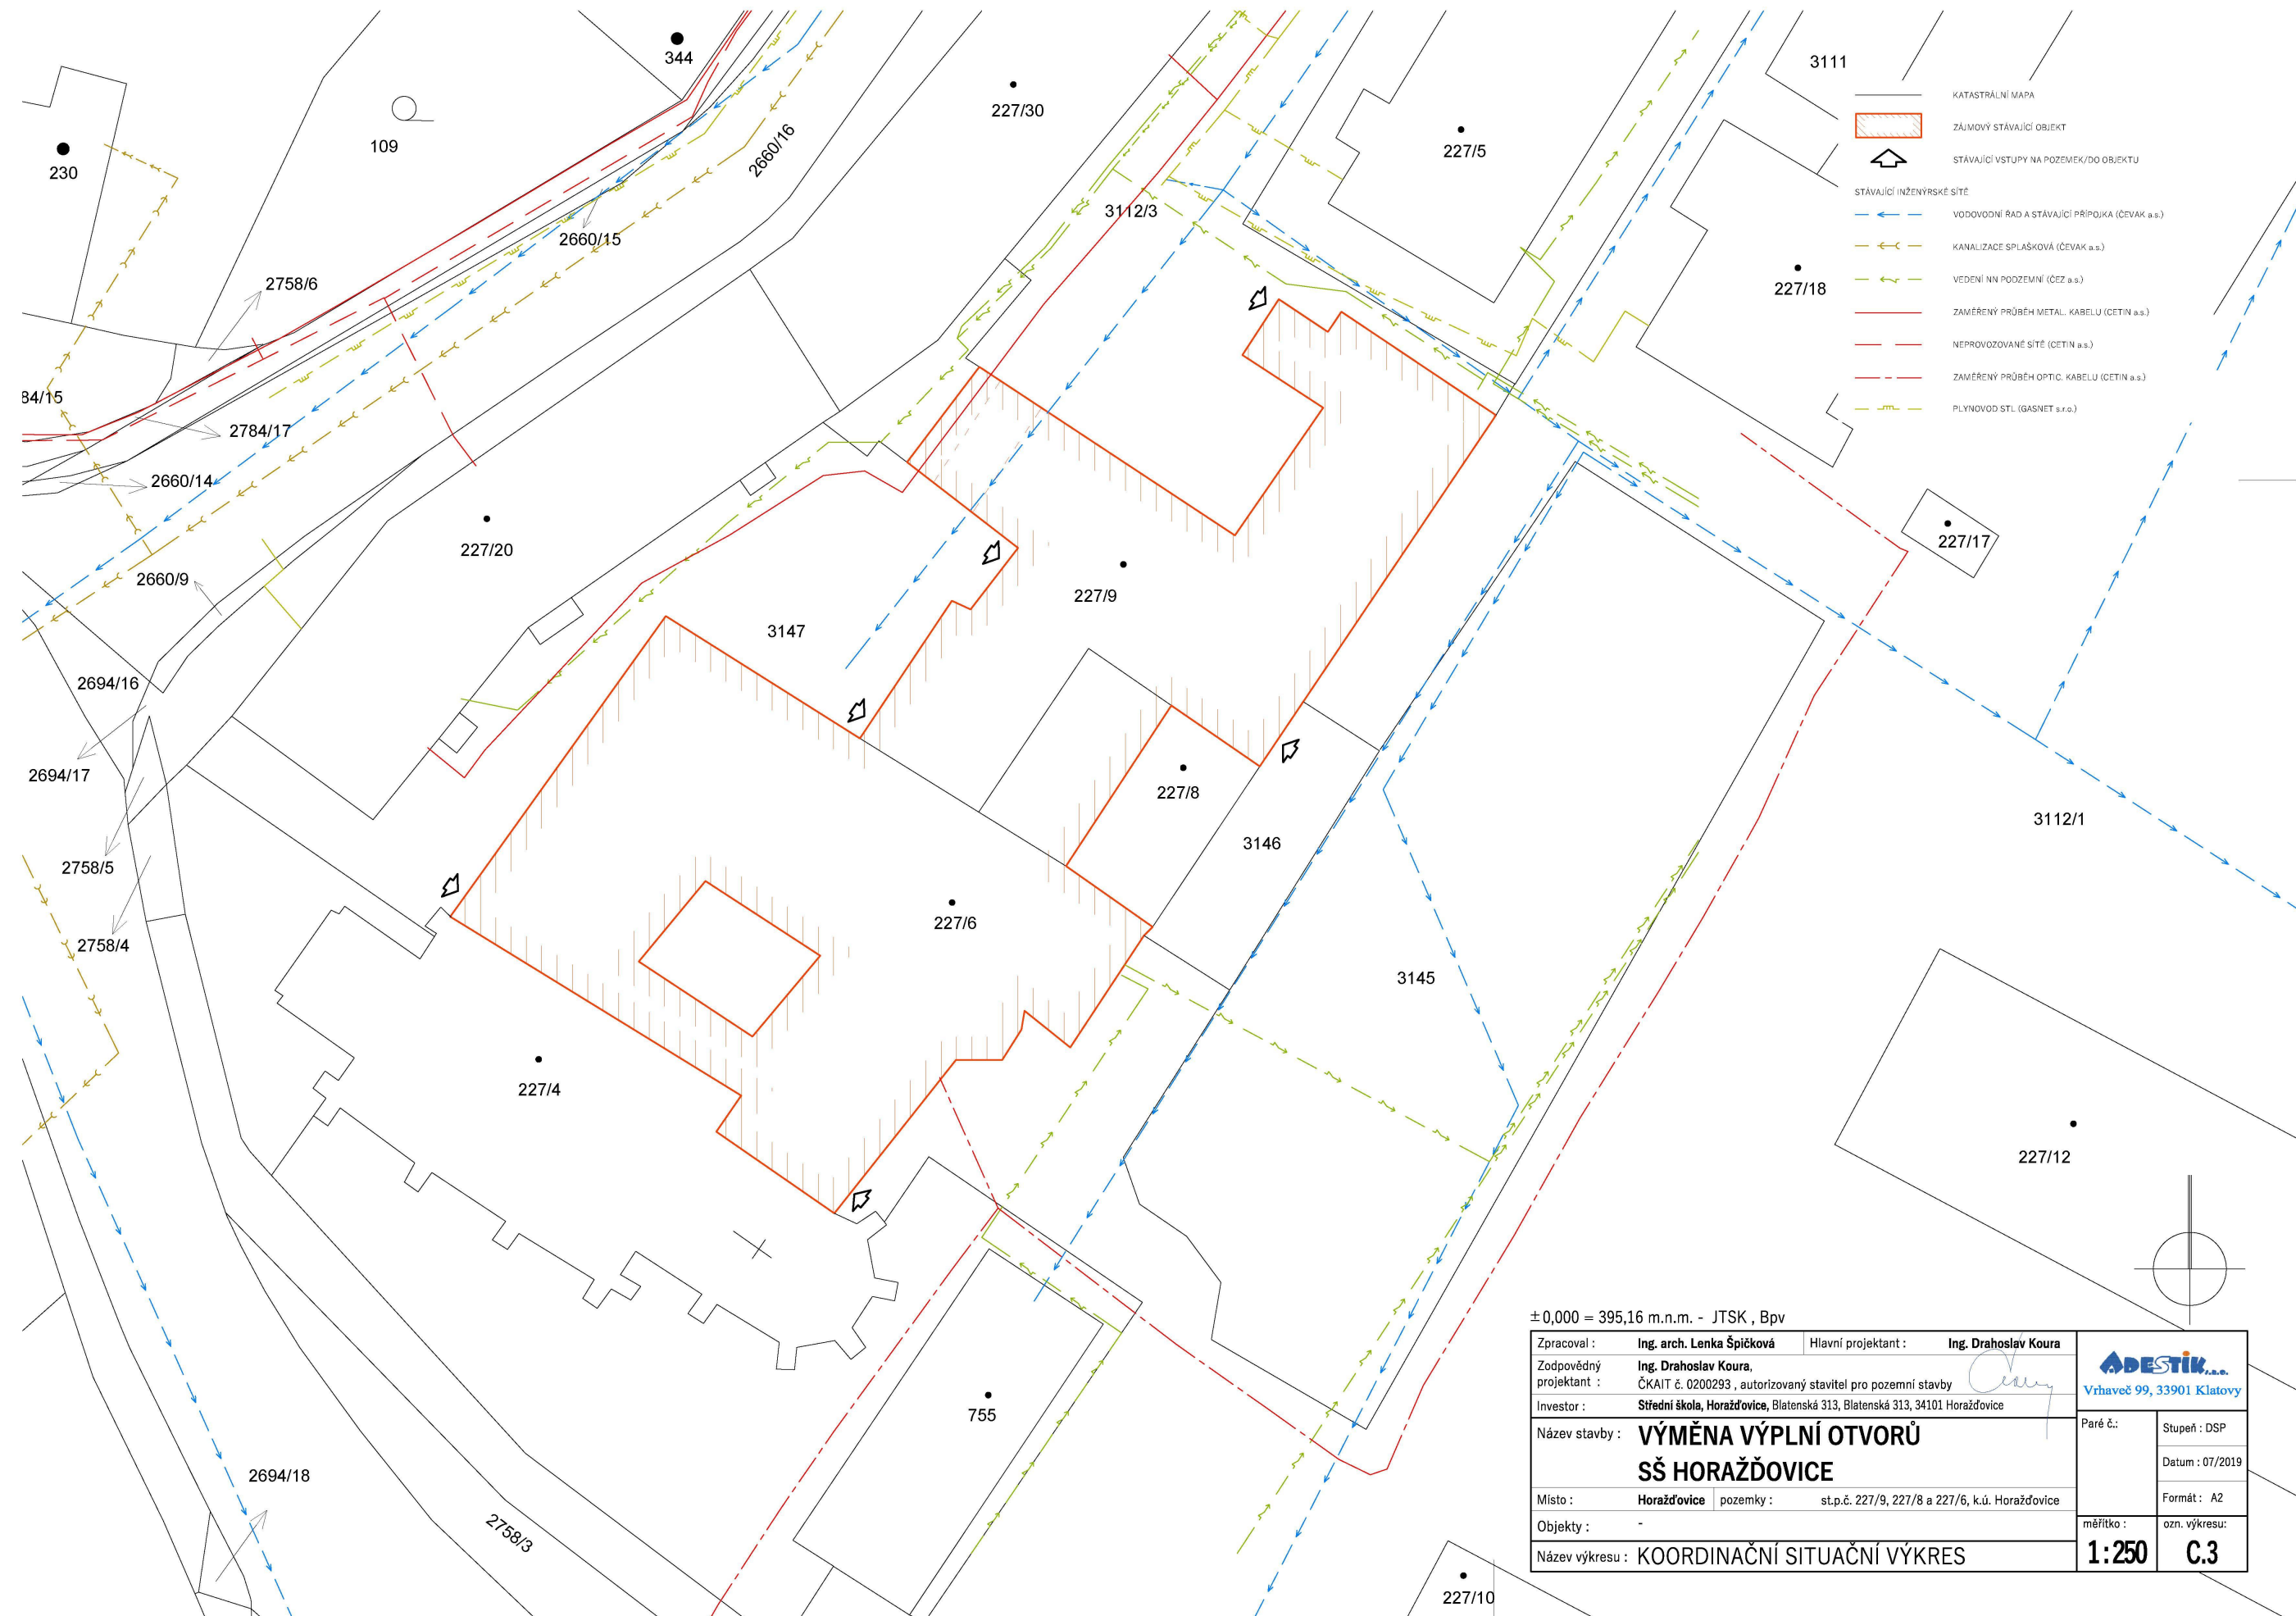 344
230
109
227/30
2660/16
3111
227/5
KATASTRÁLNÍ MAPA
ZÁJMOVÝ STÁVAJÍCÍ OBJEKT
STÁVAJÍCÍ VSTUPY NA POZEMEK/DO OBJEKTU
STÁVAJÍCÍ INŽENÝRSKÉ SÍTĚ
VODOVODNÍ ŘAD A STÁVAJÍCÍ PŘÍPOJKA (ČEVAK a.s.)
KANALIZACE SPLAŠKOVÁ (ČEVAK a.s.)
VEDENÍ NN PODZEMNÍ (ČEZ a.s.)
ZAMĚŘENÝ PRŮBĚH METAL. KABELU (CETIN a.s.)
NEPROVOZOVANÉ SÍTĚ (CETIN a.s.)
ZAMĚŘENÝ PRŮBĚH OPTIC. KABELU (CETIN a.s.)
PLYNOVOD STL (GASNET s.r.o.)
3112/3
2660/15
2758/6
227/18
84/15
2784/17
2660/14
227/20
227/17
2660/9
227/9
3147
2694/16
2694/17
227/8
3112/1
3146
2758/5
227/6
2758/4
3145
227/4
227/12
755
2694/18
2758/3
227/10
±0,000 = 395,16 m.n.m. - JTSK , Bpv
Zpracoval : Ing. arch. Lenka Špičková Hlavní projektant : Ing. Drahoslav Koura
Zodpovědný projektant : Ing. Drahoslav Koura,
ČKAIT č. 0200293 , autorizovaný stavitel pro pozemní stavby
Investor : Střední škola, Horažďovice, Blatenská 313, Blatenská 313, 34101 Horažďovice
Název stavby : VÝMĚNA VÝPLNÍ OTVORŮ
SŠ HORAŽĎOVICE
Místo : Horažďovice pozemky : st.p.č. 227/9, 227/8 a 227/6, k.ú. Horažďovice
Objekty : -
Název výkresu : KOORDINAČNÍ SITUAČNÍ VÝKRES
ADESTIK s.r.o.
Vrhaveč 99, 33901 Klatovy
Paré č.:
Stupeň : DSP
Datum : 07/2019
Formát : A2
měřítko : ozn. výkresu:
1:250 C.3